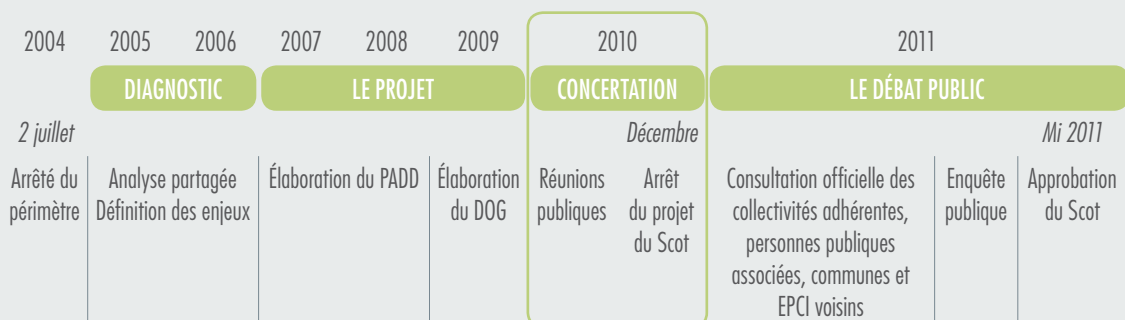 2004 2005 2006 2007 2008 2009 2010 2011
DIAGNOSTIC LE PROJET CONCERTATION LE DÉBAT PUBLIC
2 juillet Décembre Mi 2011
Arrêté du
périmètre
Analyse partagée
Définition des enjeux
Élaboration du PADD
Élaboration
du DOG
Réunions
publiques
Arrêt
du projet
du Scot
Consultation officielle des
collectivités adhérentes,
personnes publiques
associées, communes et
EPCI voisins
Enquête
publique
Approbation
du Scot